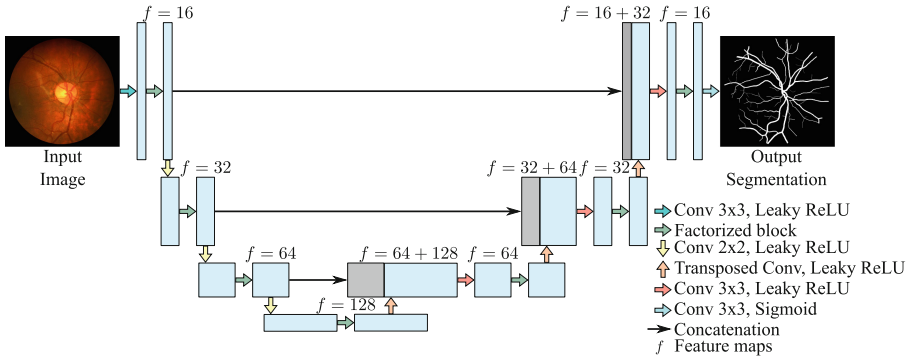 f = 16
f = 16 + 32
f = 16
Input
Image
Output
Segmentation
f = 32
f = 32 + 64
f = 32
f = 64
f = 64 + 128
f = 64
f = 128
Conv 3x3, Leaky ReLU
Factorized block
Conv 2x2, Leaky ReLU
Transposed Conv, Leaky ReLU
Conv 3x3, Leaky ReLU
Conv 3x3, Sigmoid
Concatenation
f Feature maps